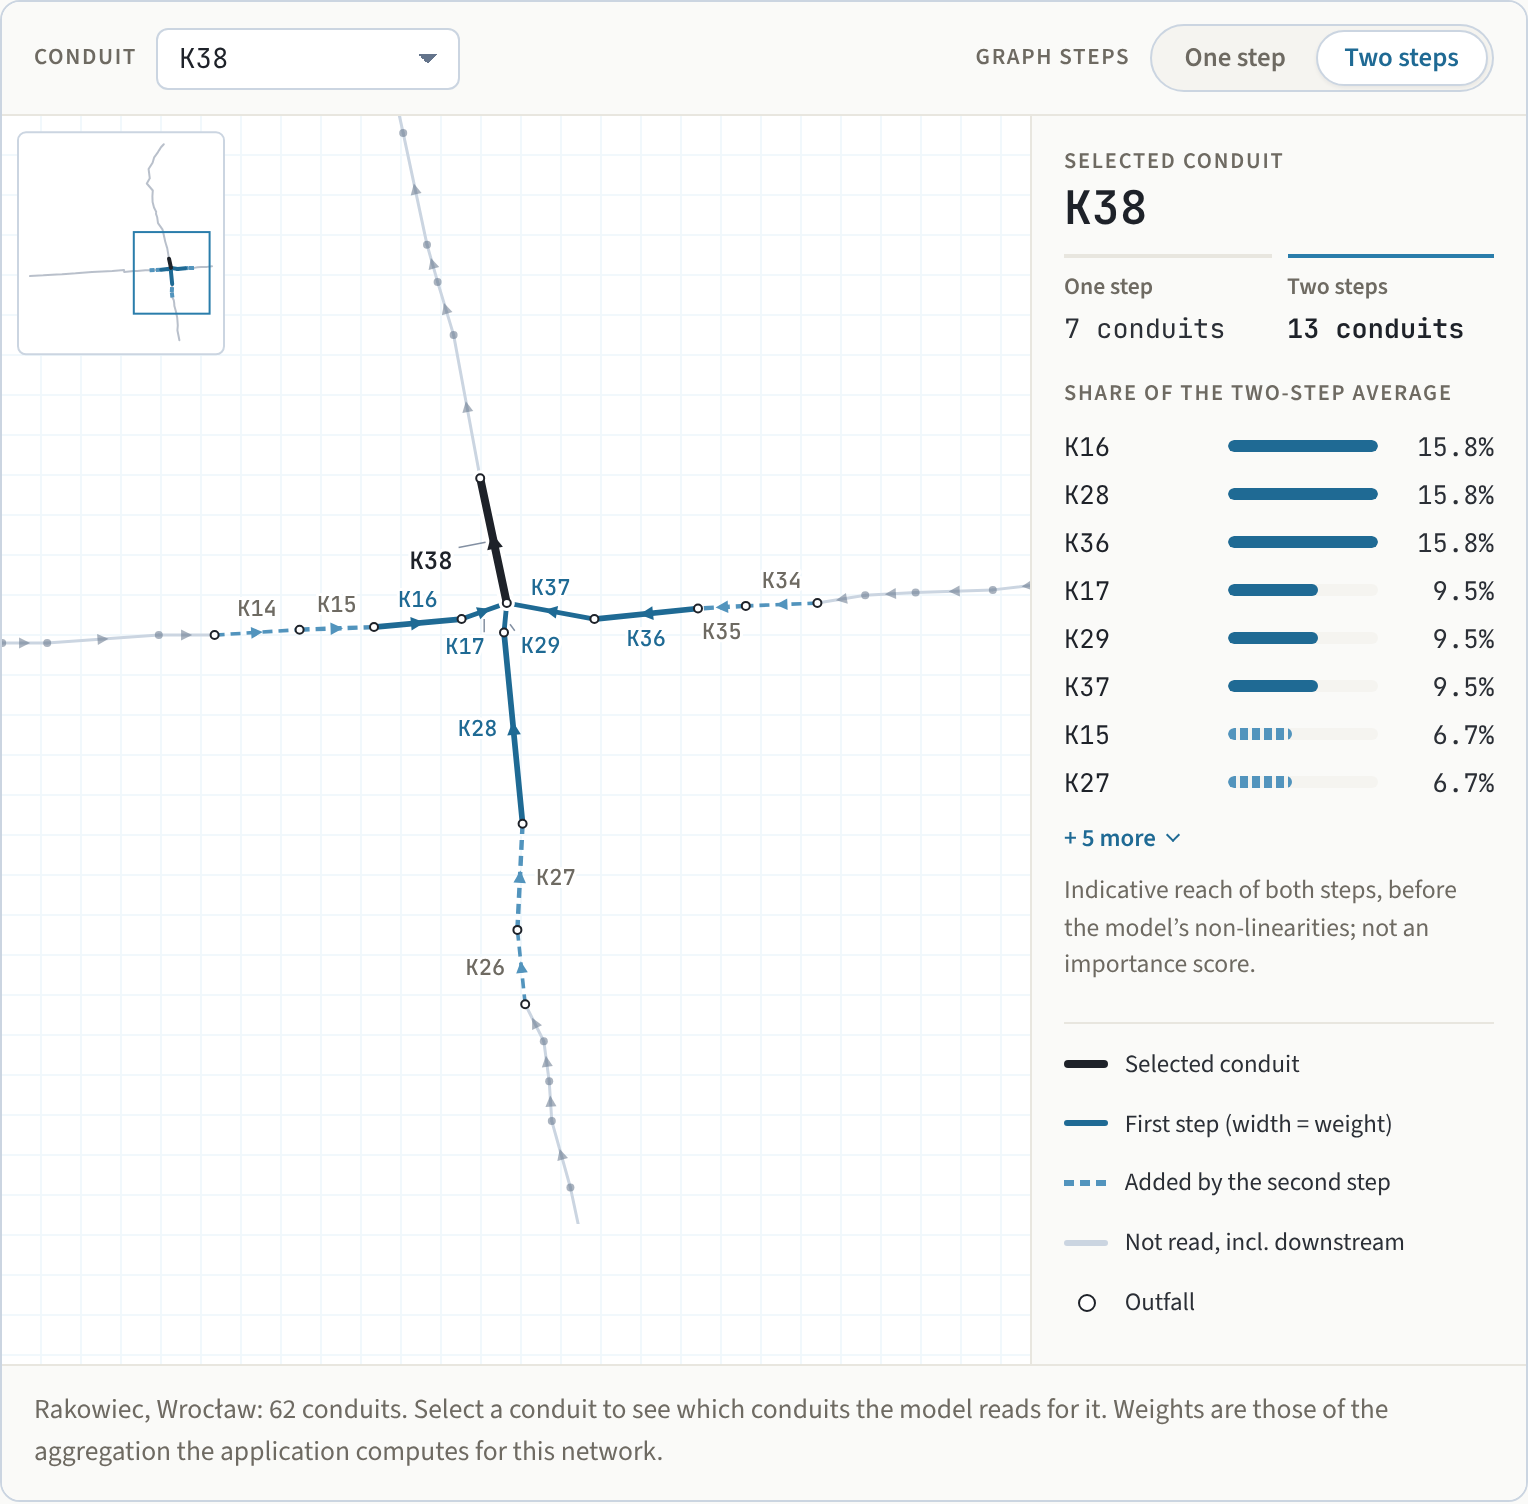 CONDUIT
K38
GRAPH STEPS
One step
Two steps
K38
K37
K34
K14
K15
K16
K17
K29
K36
K35
K28
K27
K26
SELECTED CONDUIT
K38
One step
7 conduits
Two steps
13 conduits
SHARE OF THE TWO-STEP AVERAGE
K16 15.8%
K28 15.8%
K36 15.8%
K17 9.5%
K29 9.5%
K37 9.5%
K15 6.7%
K27 6.7%
+ 5 more
Indicative reach of both steps, before
the model’s non-linearities; not an
importance score.
Selected conduit
First step (width = weight)
Added by the second step
Not read, incl. downstream
Outfall
Rakowiec, Wrocław: 62 conduits. Select a conduit to see which conduits the model reads for it. Weights are those of the
aggregation the application computes for this network.